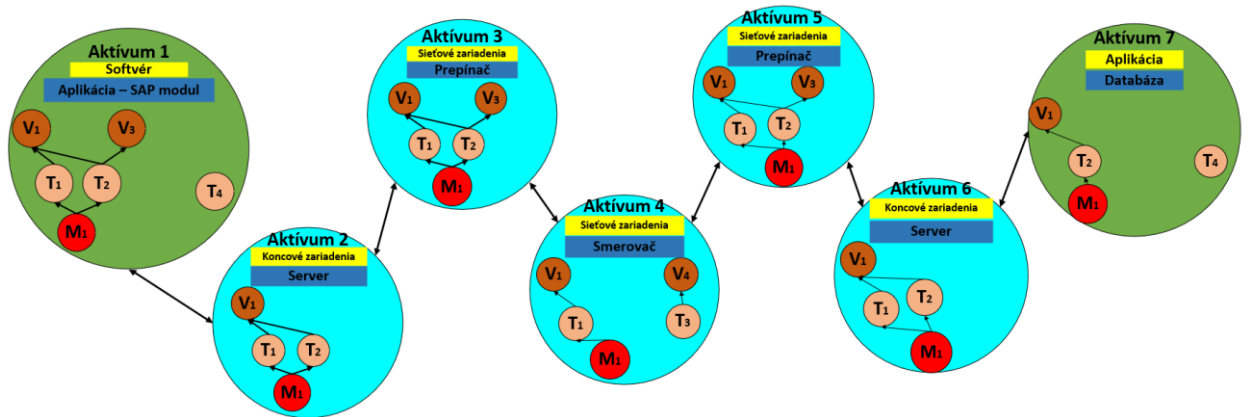 Aktívum 1
Softvér
Aplikácia – SAP modul
V1
V3
T1
T2
T4
M1
Aktívum 2
Koncové zariadenia
Server
V1
T1
T2
M1
Aktívum 3
Sieťové zariadenia
Prepínač
V1
V3
T1
T2
M1
Aktívum 4
Sieťové zariadenia
Smerovač
V1
V4
T1
T3
M1
Aktívum 5
Sieťové zariadenia
Prepínač
V1
V3
T1
T2
M1
Aktívum 6
Koncové zariadenia
Server
V1
T1
T2
M1
Aktívum 7
Aplikácia
Databáza
V1
T2
T4
M1